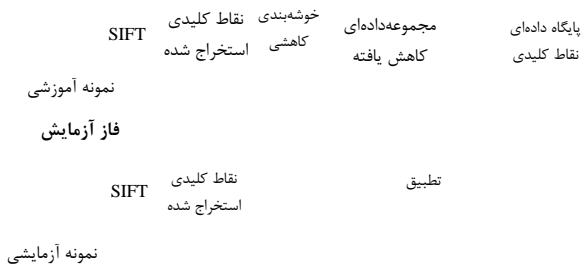 SIFT
نقاط کلیدی
استخراج شده
خوشه‌بندی
کاهشی
مجموعه‌داده‌ای
کاهش یافته
پایگاه داده‌ای
نقاط کلیدی
نمونه آموزشی
فاز آزمایش
SIFT
نقاط کلیدی
استخراج شده
تطبیق
نمونه آزمایشی